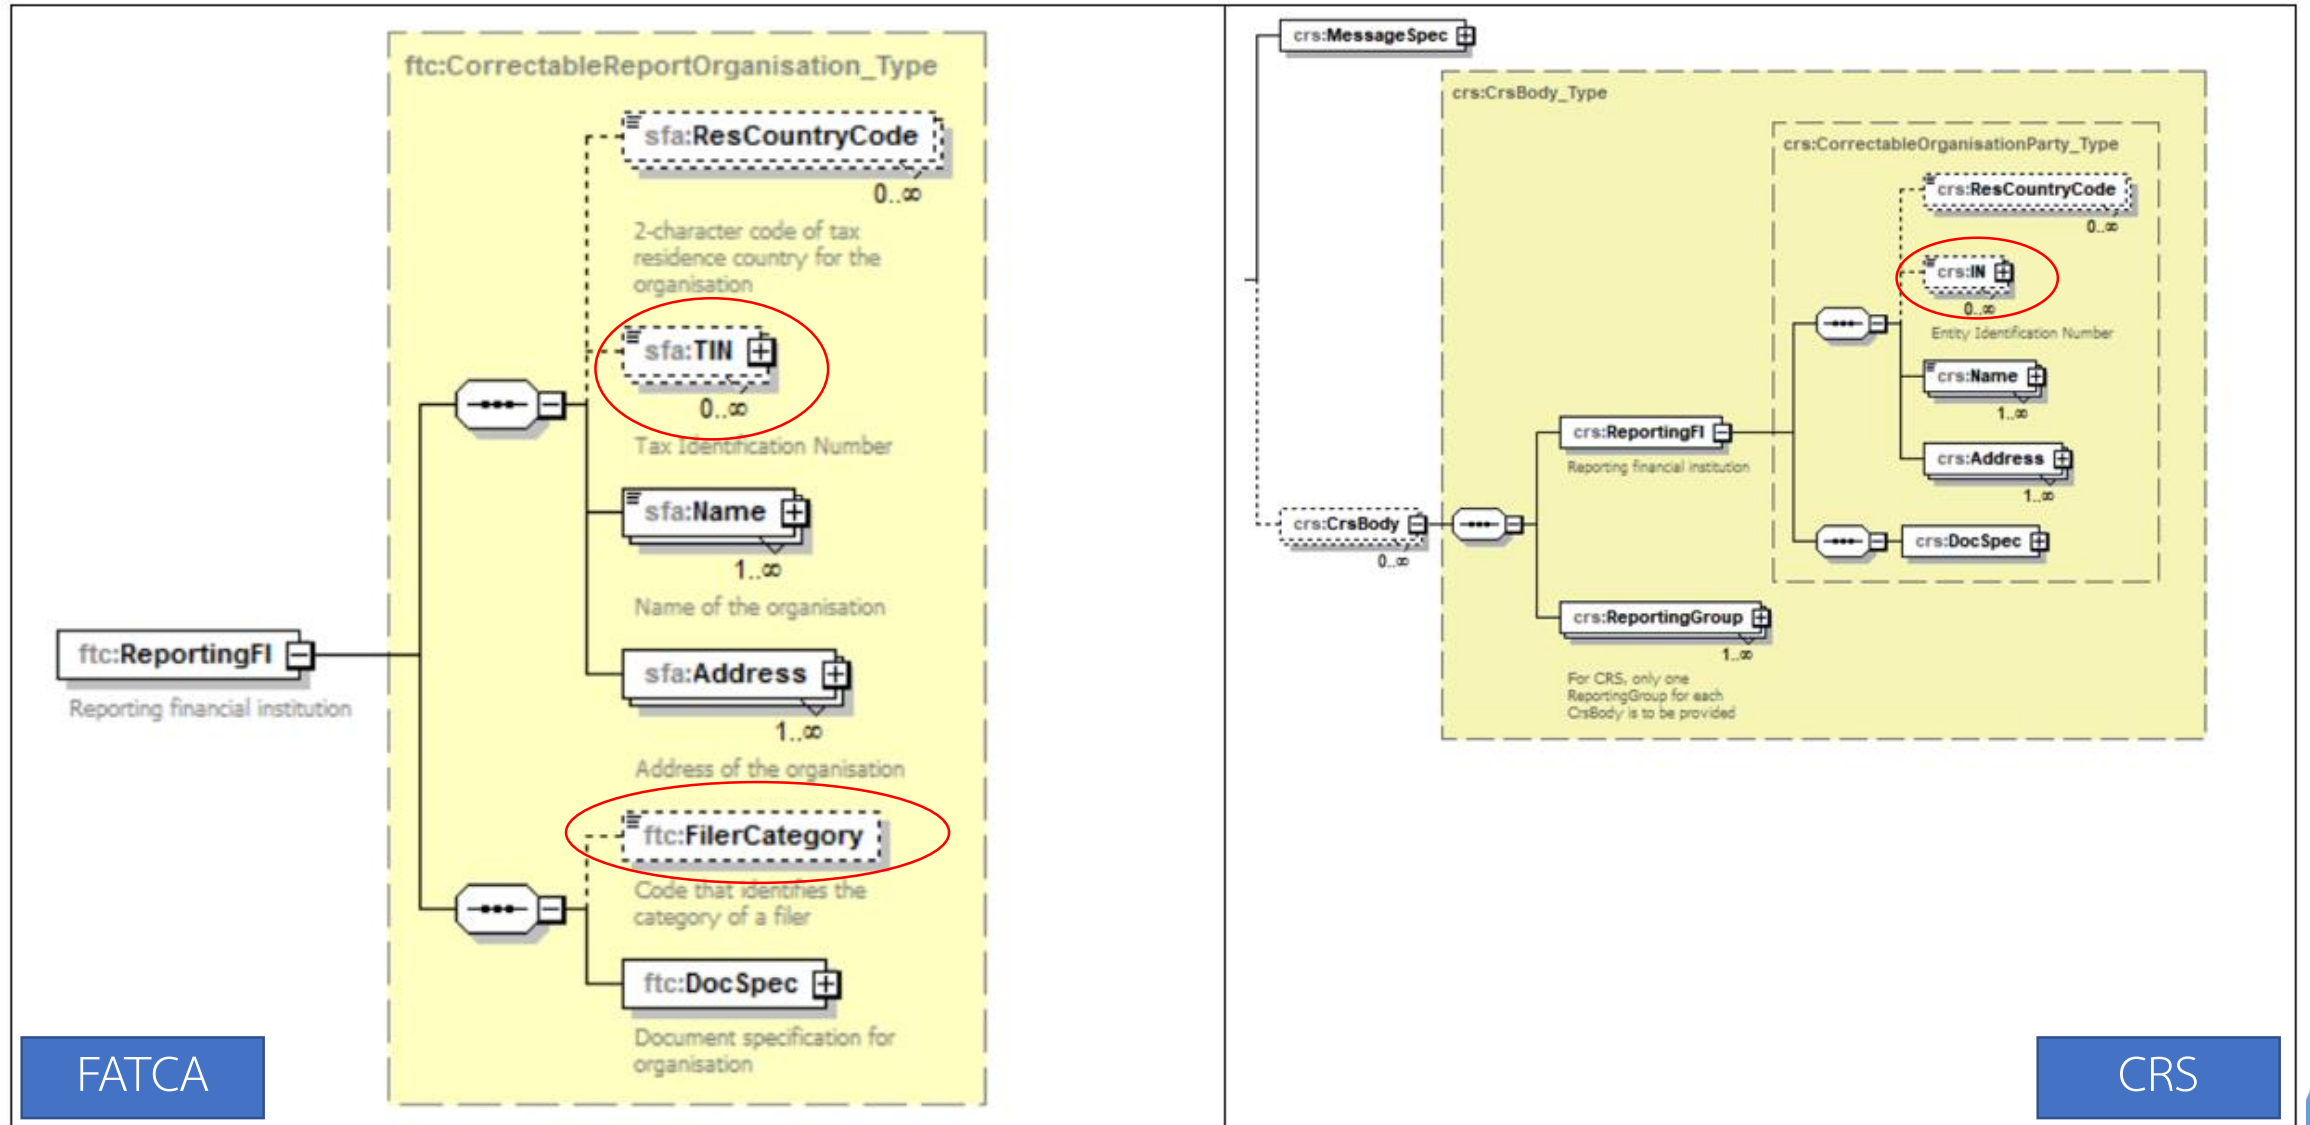 ftc:CorrectableReportOrganisation_Type
sfa:ResCountryCode
0..∞
2-character code of tax
residence country for the
organisation
sfa:TIN
0..∞
Tax Identification Number
sfa:Name
1..∞
Name of the organisation
ftc:ReportingFI
Reporting financial institution
sfa:Address
1..∞
Address of the organisation
ftc:FilerCategory
Code that identifies the
category of a filer
ftc:DocSpec
Document specification for
organisation
FATCA
crs:MessageSpec
crs:CrsBody_Type
crs:CorrectableOrganisationParty_Type
crs:ResCountryCode
0..∞
crs:IN
0..∞
Entity Identification Number
crs:Name
1..∞
crs:ReportingFI
Reporting financial institution
crs:Address
1..∞
crs:CrsBody
0..∞
crs:DocSpec
crs:ReportingGroup
1..∞
For CRS, only one
ReportingGroup for each
CrsBody is to be provided
CRS